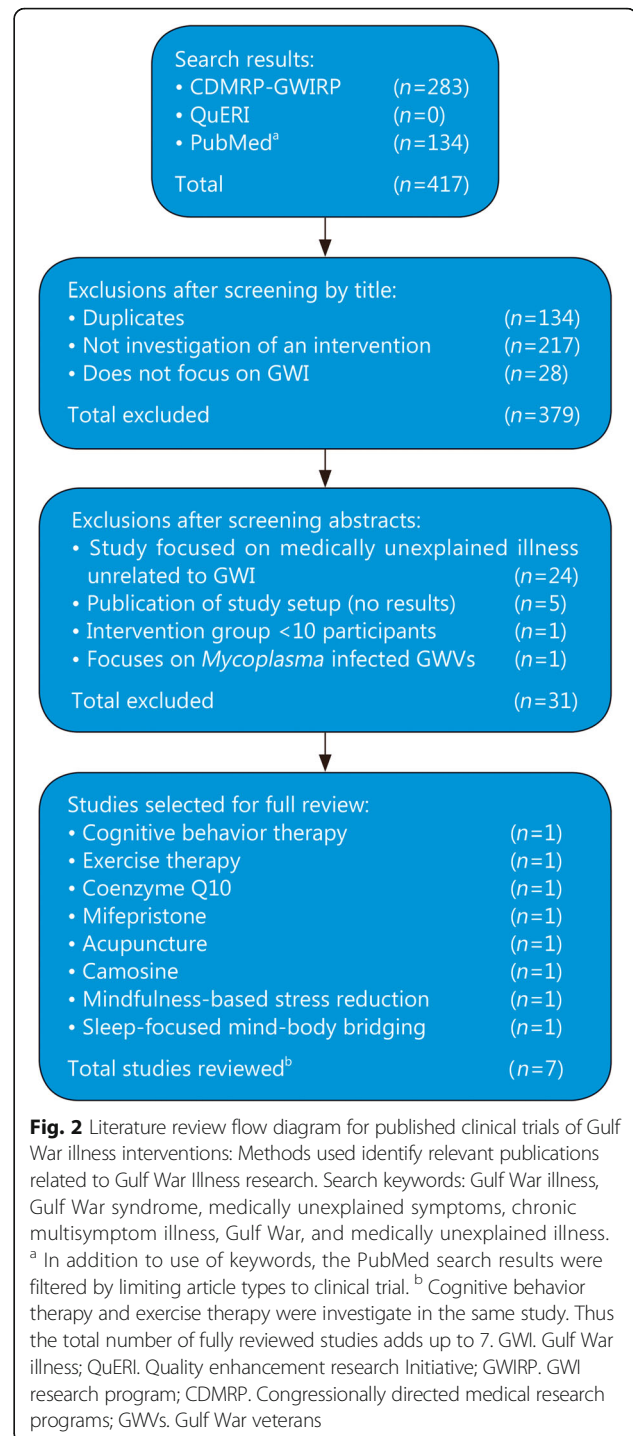 Search results:
• CDMRP-GWIRP (n=283)
• QuERI (n=0)
• PubMedᵃ (n=134)
Total (n=417)
Exclusions after screening by title:
• Duplicates (n=134)
• Not investigation of an intervention (n=217)
• Does not focus on GWI (n=28)
Total excluded (n=379)
Exclusions after screening abstracts:
• Study focused on medically unexplained illness
unrelated to GWI (n=24)
• Publication of study setup (no results) (n=5)
• Intervention group <10 participants (n=1)
• Focuses on Mycoplasma infected GWVs (n=1)
Total excluded (n=31)
Studies selected for full review:
• Cognitive behavior therapy (n=1)
• Exercise therapy (n=1)
• Coenzyme Q10 (n=1)
• Mifepristone (n=1)
• Acupuncture (n=1)
• Camosine (n=1)
• Mindfulness-based stress reduction (n=1)
• Sleep-focused mind-body bridging (n=1)
Total studies reviewedᵇ (n=7)
Fig. 2 Literature review flow diagram for published clinical trials of Gulf
War illness interventions: Methods used identify relevant publications
related to Gulf War Illness research. Search keywords: Gulf War illness,
Gulf War syndrome, medically unexplained symptoms, chronic
multisymptom illness, Gulf War, and medically unexplained illness.
ᵃ In addition to use of keywords, the PubMed search results were
filtered by limiting article types to clinical trial. ᵇ Cognitive behavior
therapy and exercise therapy were investigate in the same study. Thus
the total number of fully reviewed studies adds up to 7. GWI. Gulf War
illness; QuERI. Quality enhancement research Initiative; GWIRP. GWI
research program; CDMRP. Congressionally directed medical research
programs; GWVs. Gulf War veterans